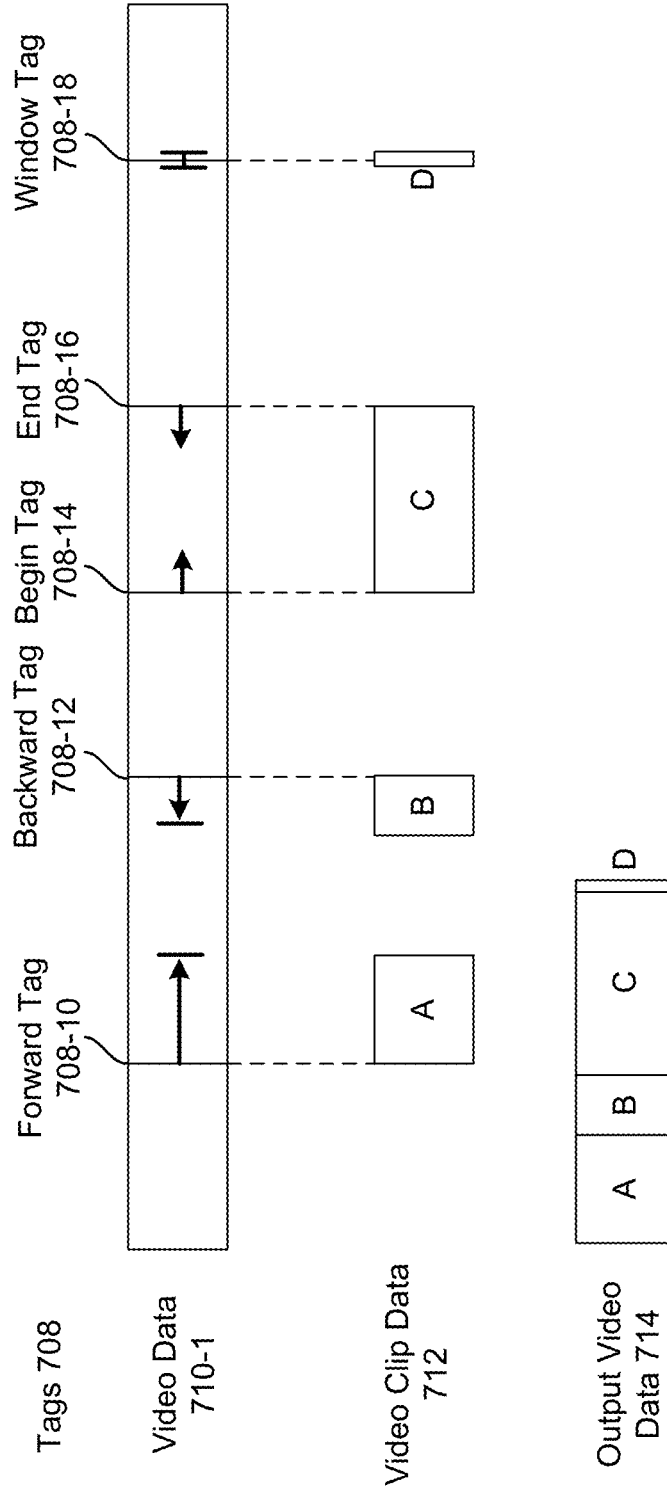 Tags 708
Forward Tag
708-10
Backward Tag
708-12
Begin Tag
708-14
End Tag
708-16
Window Tag
708-18
Video Data
710-1
Video Clip Data
712
A
B
C
D
Output Video
Data 714
A
B
C
D